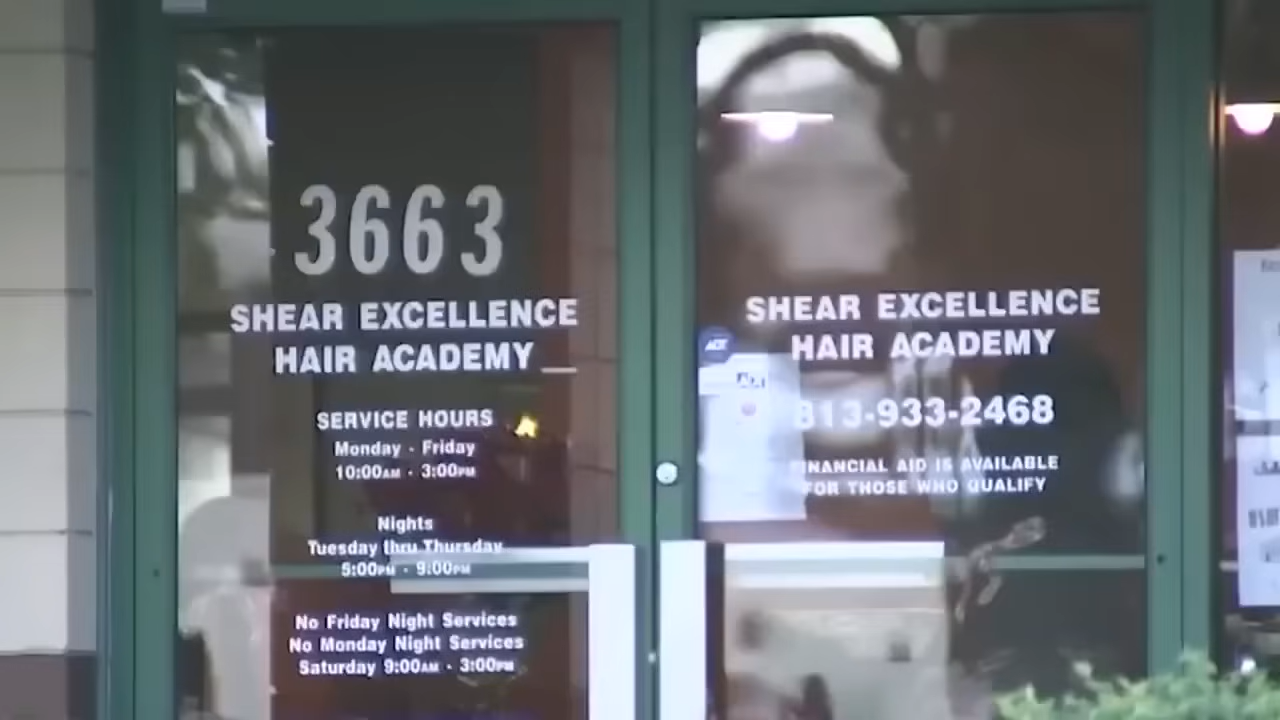 3663
SHEAR EXCELLENCE
HAIR ACADEMY
SERVICE HOURS
Monday - Friday
10:00AM - 3:00PM
Nights
Tuesday thru Thursday
5:00PM - 9:00PM
No Friday Night Services
No Monday Night Services
Saturday 9:00AM - 3:00PM
SHEAR EXCELLENCE
HAIR ACADEMY
ADT
ADT
813-933-2468
FINANCIAL AID IS AVAILABLE
FOR THOSE WHO QUALIFY